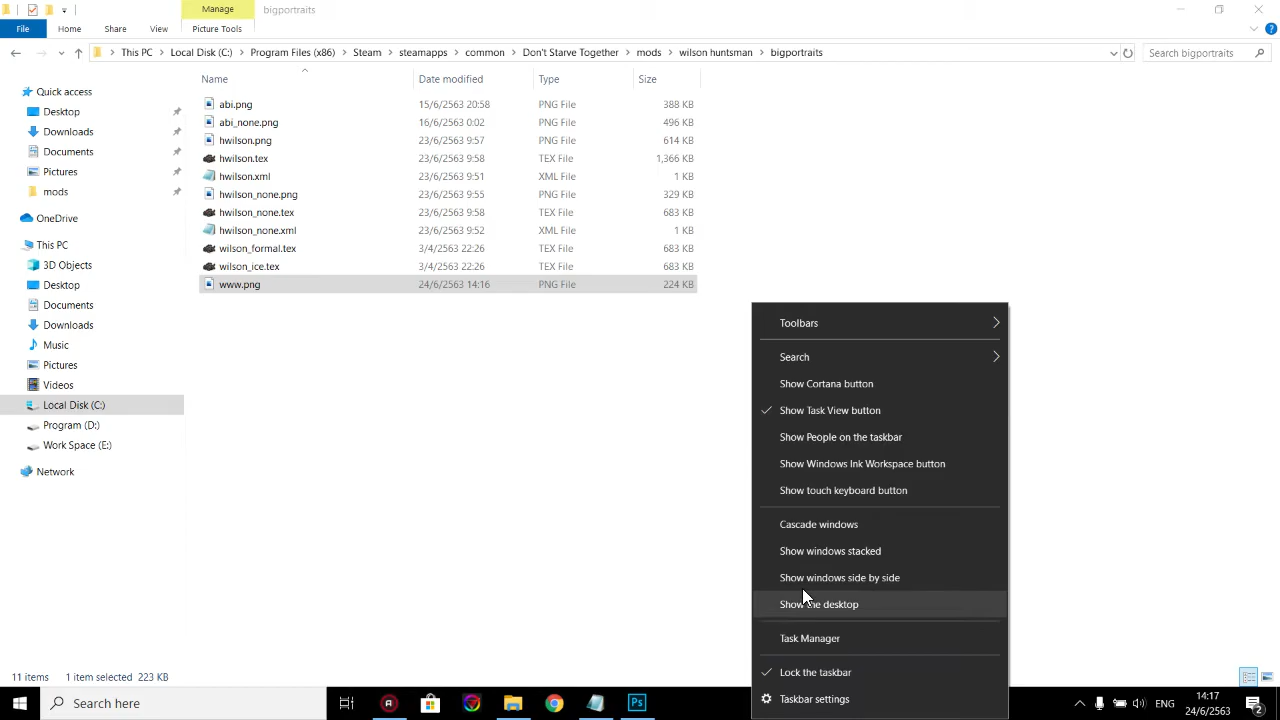 Manage
bigportraits
File
Home
Share
View
Picture Tools
This PC
Local Disk (C:)
Program Files (x86)
Steam
steamapps
common
Don't Starve Together
mods
wilson huntsman
bigportraits
Search bigportraits
Name
Date modified
Type
Size
Quick access
Desktop
Downloads
Documents
Pictures
mods
OneDrive
This PC
3D Objects
Desktop
Documents
Downloads
Music
Pictures
Videos
Local Disk (C:)
Program (D:)
Work Space (E:)
Network
abi.png 15/6/2563 20:58 PNG File 388 KB
abi_none.png 16/6/2563 0:02 PNG File 496 KB
hwilson.png 23/6/2563 9:57 PNG File 614 KB
hwilson.tex 23/6/2563 9:58 TEX File 1,366 KB
hwilson.xml 23/6/2563 9:51 XML File 1 KB
hwilson_none.png 23/6/2563 9:55 PNG File 329 KB
hwilson_none.tex 23/6/2563 9:58 TEX File 683 KB
hwilson_none.xml 23/6/2563 9:52 XML File 1 KB
wilson_formal.tex 3/4/2563 22:26 TEX File 683 KB
wilson_ice.tex 3/4/2563 22:26 TEX File 683 KB
www.png 24/6/2563 14:16 PNG File 224 KB
Toolbars
Search
Show Cortana button
Show Task View button
Show People on the taskbar
Show Windows Ink Workspace button
Show touch keyboard button
Cascade windows
Show windows stacked
Show windows side by side
Show the desktop
Task Manager
Lock the taskbar
Taskbar settings
11 items
1 item selected 223 KB
Search here
Ps
ENG
14:17
24/6/2563
2